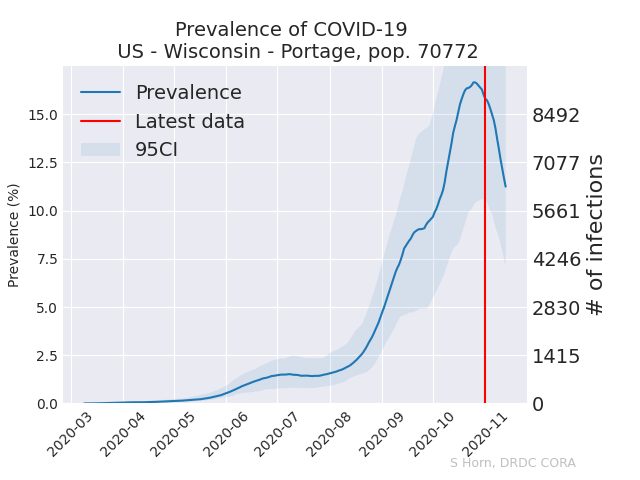 Prevalence of COVID-19
US - Wisconsin - Portage, pop. 70772
Prevalence
Latest data
95CI
Prevalence (%)
15.0
12.5
10.0
7.5
5.0
2.5
0.0
8492
7077
5661
4246
2830
1415
0
# of infections
2020-03
2020-04
2020-05
2020-06
2020-07
2020-08
2020-09
2020-10
2020-11
S Horn, DRDC CORA